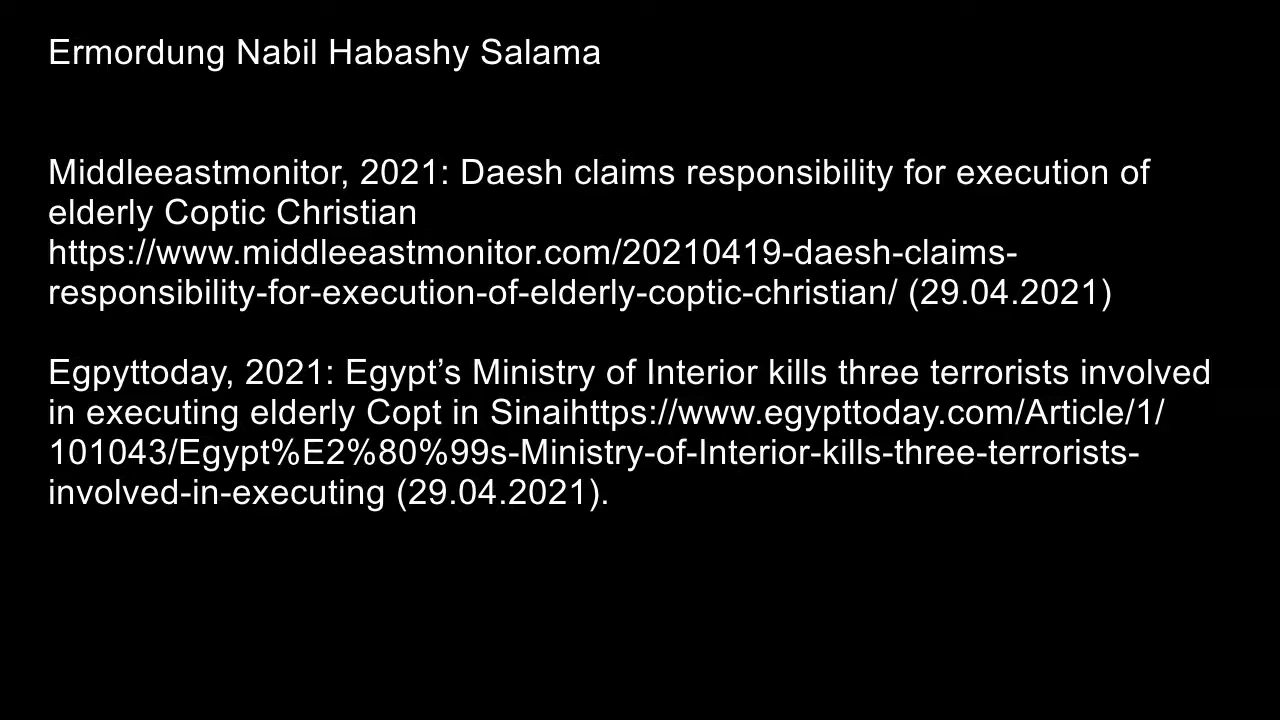 Ermordung Nabil Habashy Salama
Middleeastmonitor, 2021: Daesh claims responsibility for execution of
elderly Coptic Christian
https://www.middleeastmonitor.com/20210419-daesh-claims-
responsibility-for-execution-of-elderly-coptic-christian/ (29.04.2021)
Egpyttoday, 2021: Egypt’s Ministry of Interior kills three terrorists involved
in executing elderly Copt in Sinaihttps://www.egypttoday.com/Article/1/
101043/Egypt%E2%80%99s-Ministry-of-Interior-kills-three-terrorists-
involved-in-executing (29.04.2021).